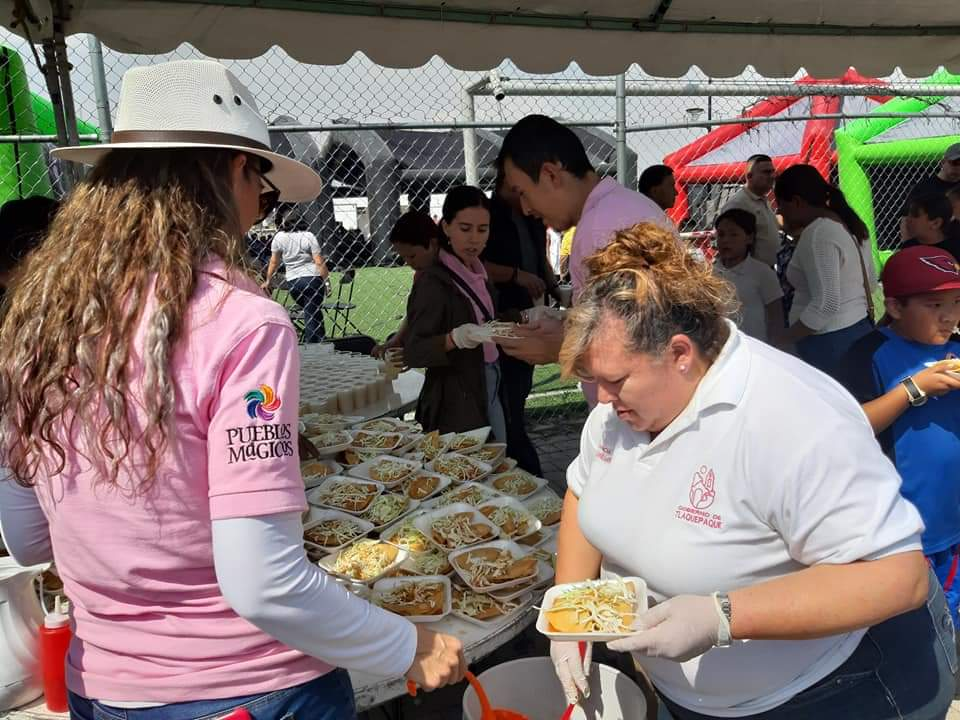 PUEBLOS
MáGICOS
GOBIERNO DE
TLAQUEPAQUE